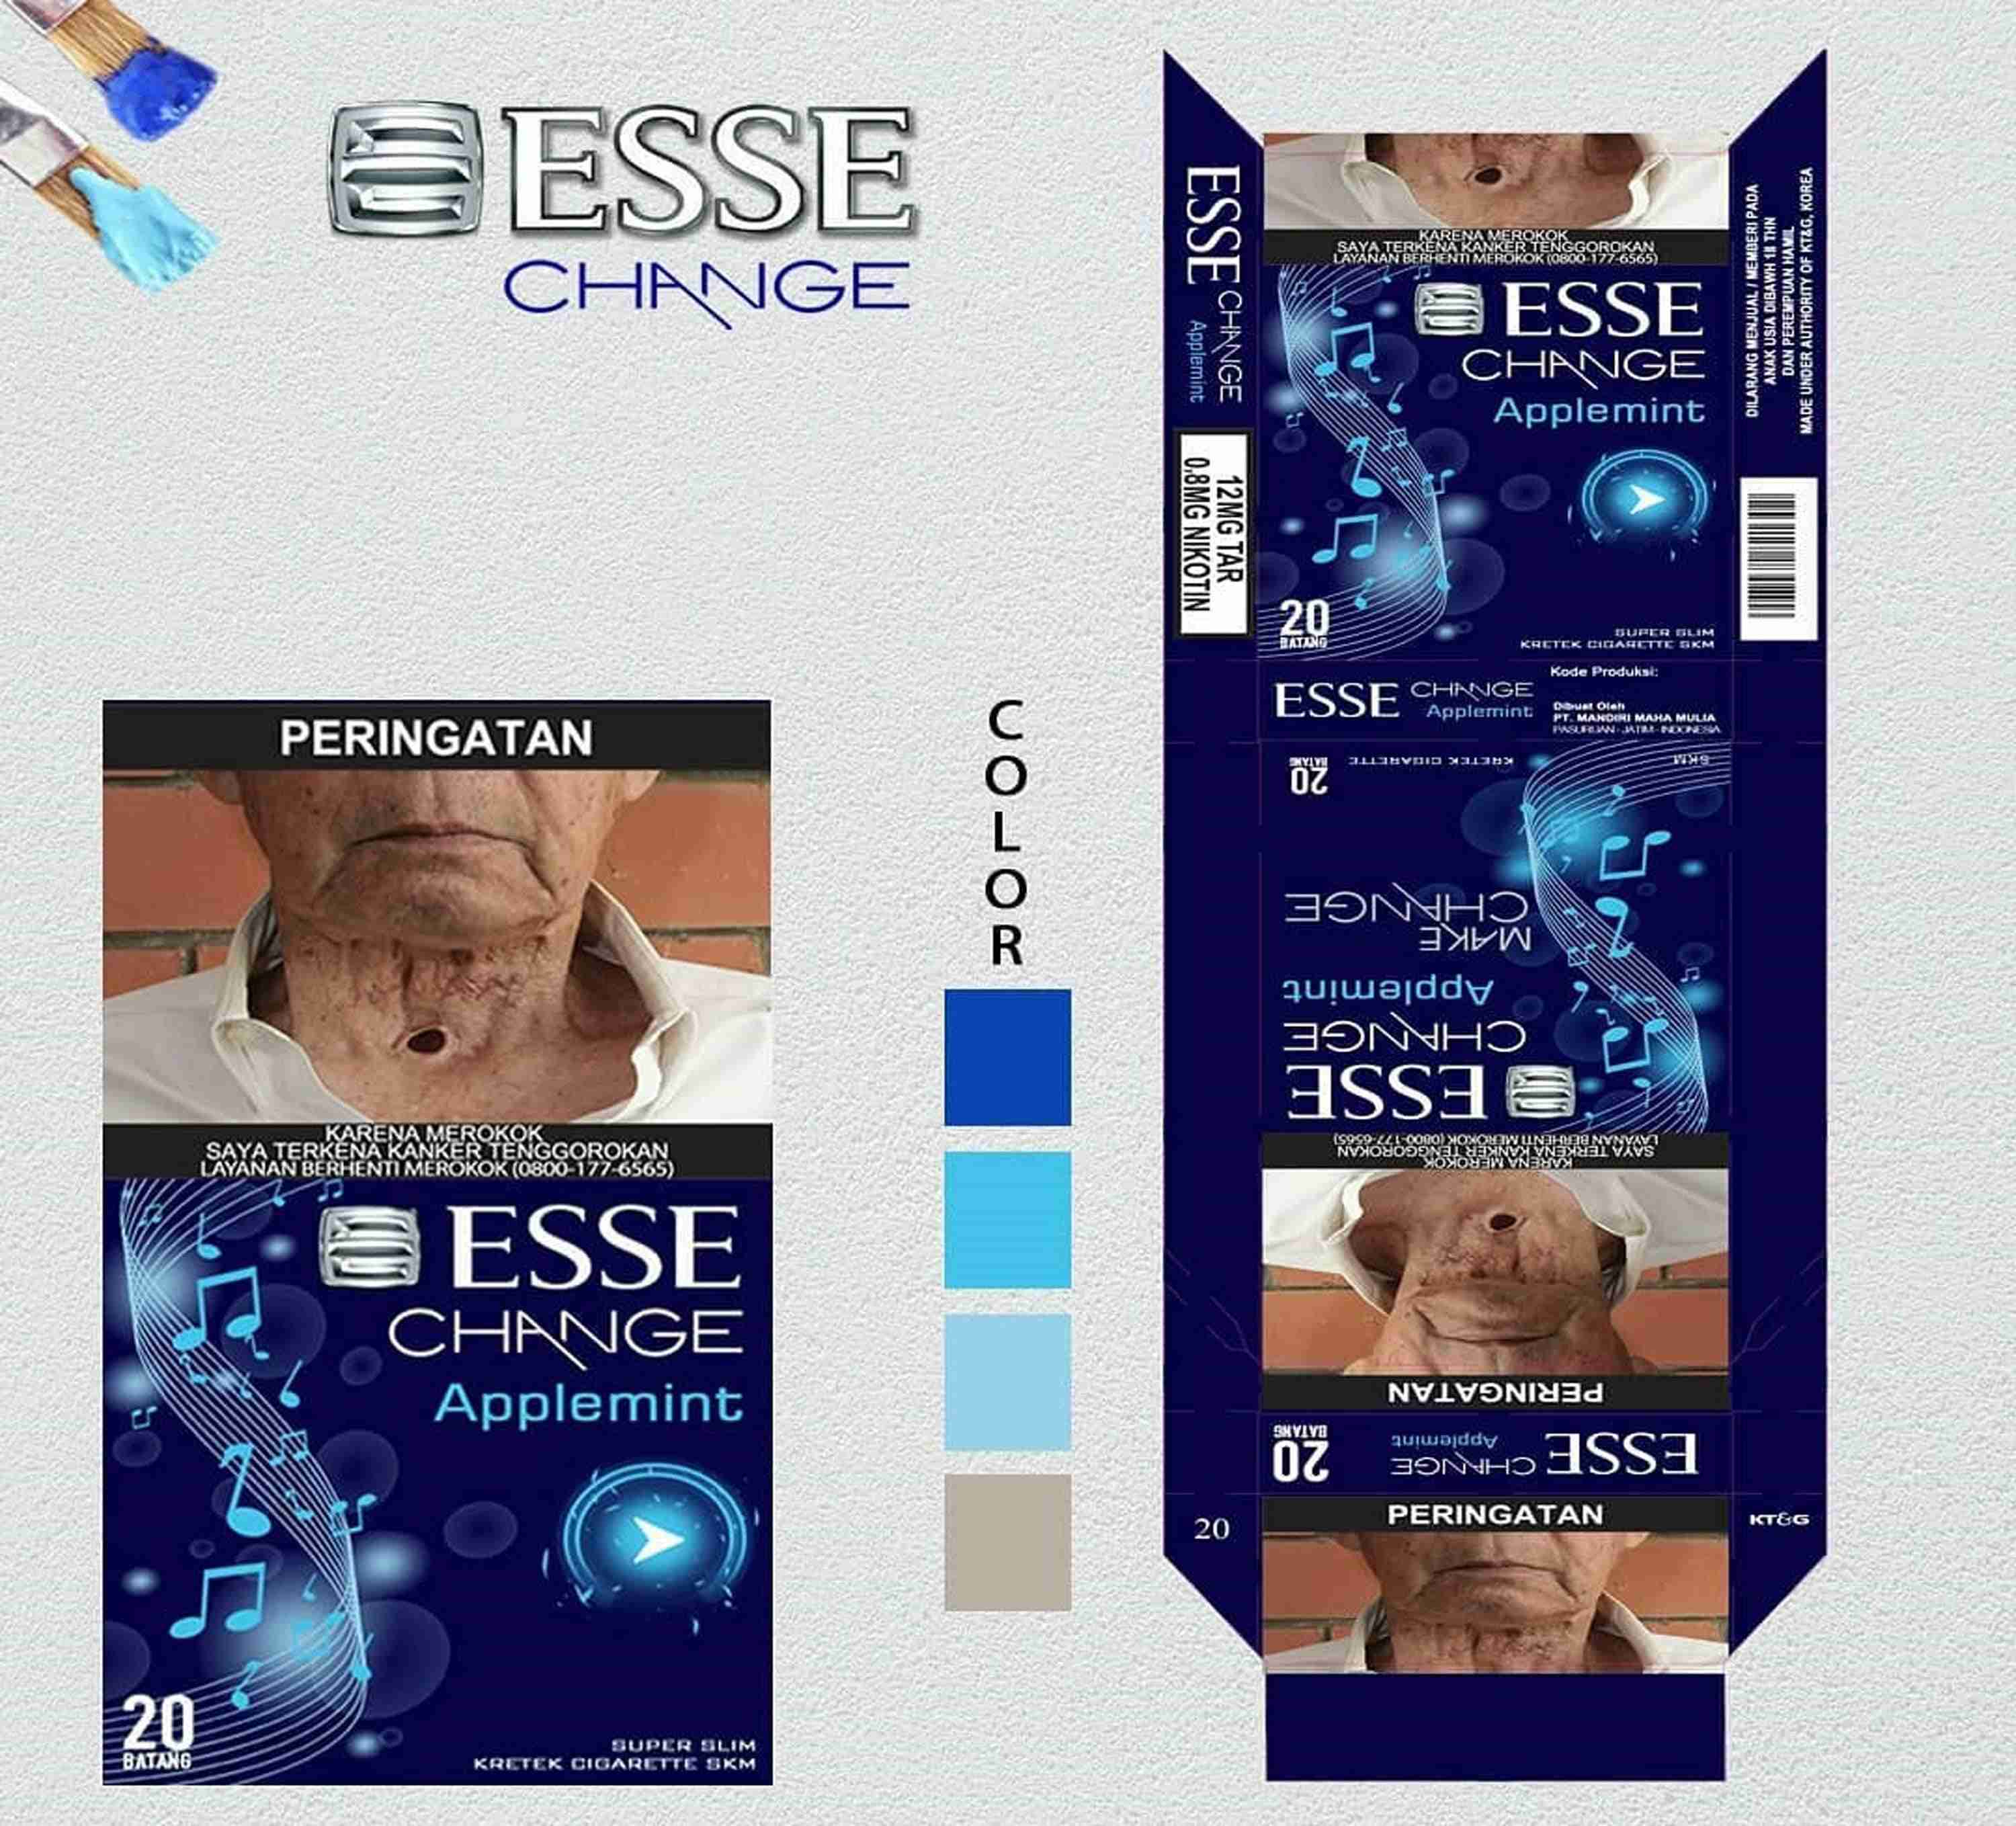 ESSE
CHANGE
PERINGATAN
KARENA MEROKOK
SAYA TERKENA KANKER TENGGOROKAN
LAYANAN BERHENTI MEROKOK (0800-177-6565)
ESSE
CHANGE
Applemint
20
BATANG
SUPER SLIM
KRETEK CIGARETTE SKM
COLOR
ESSE
CHANGE
Applemint
12MG TAR
0,8MG NIKOTIN
KARENA MEROKOK
SAYA TERKENA KANKER TENGGOROKAN
LAYANAN BERHENTI MEROKOK (0800-177-6565)
ESSE
CHANGE
Applemint
20
BATANG
SUPER SLIM
KRETEK CIGARETTE SKM
DILARANG MENJUAL / MEMBERI PADA
ANAK USIA DIBAWH 18 THN
DAN PEREMPUAN HAMIL
MADE UNDER AUTHORITY OF KT&G, KOREA
ESSE CHANGE
Applemint
Kode Produksi:
Dibuat Oleh
PT. MANDIRI MAHA MULIA
PASURUAN - JATIM - INDONESIA
20
BATANG
KRETEK CIGARETTE
SKM
MAKE
CHANGE
ESSE
CHANGE
Applemint
KARENA MEROKOK
SAYA TERKENA KANKER TENGGOROKAN
LAYANAN BERHENTI MEROKOK (0800-177-6565)
PERINGATAN
ESSE CHANGE
Applemint
20
BATANG
20
PERINGATAN
KT&G